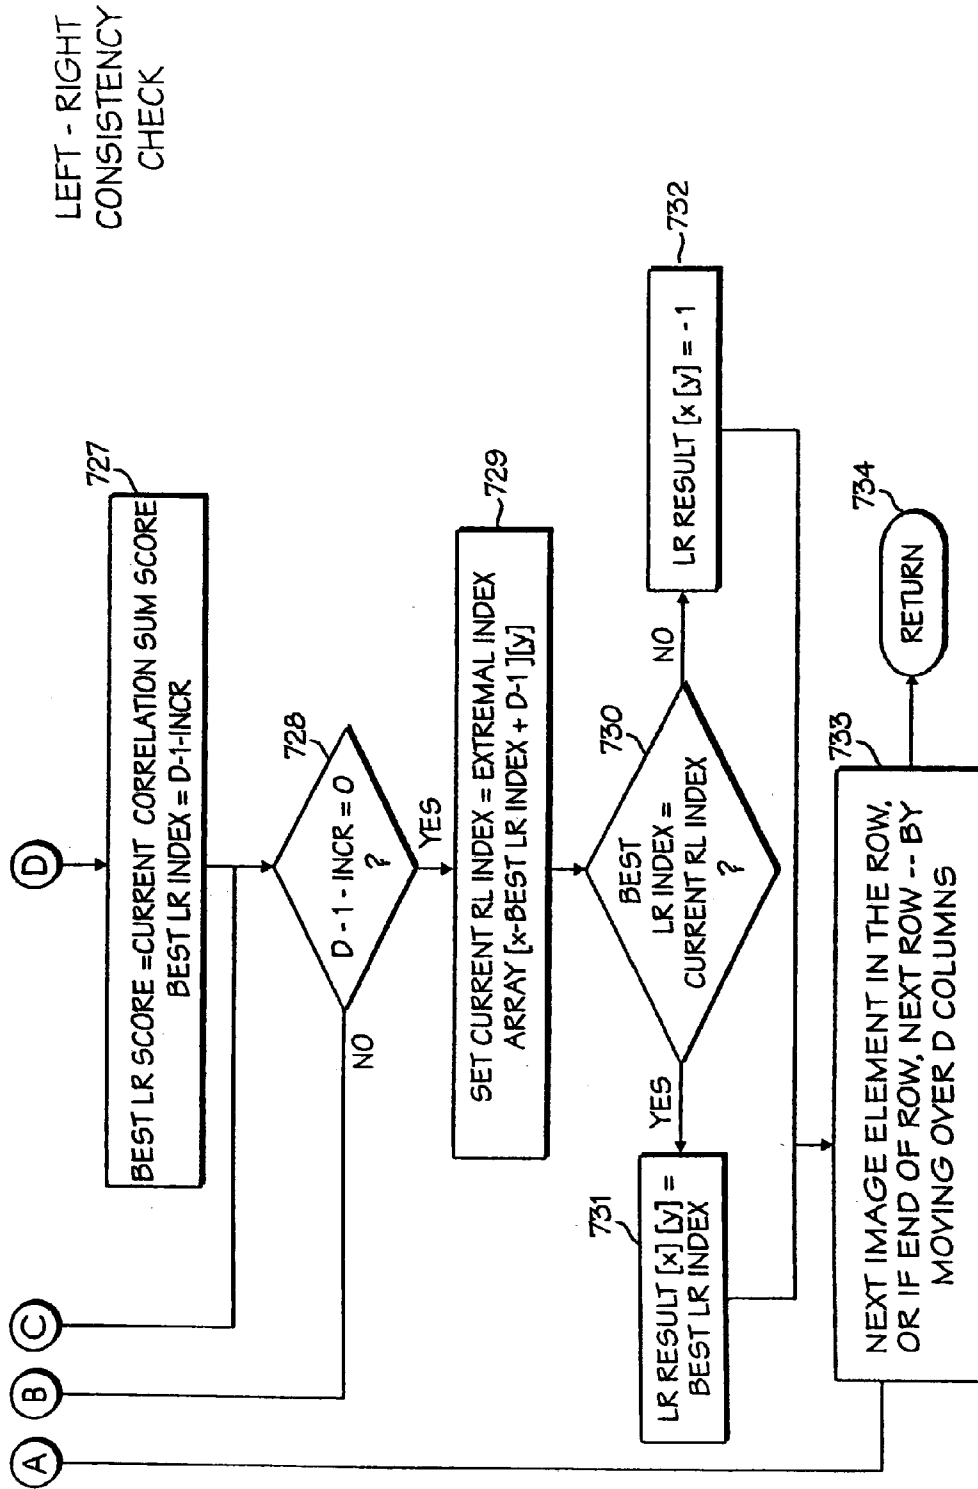 LEFT - RIGHT
CONSISTENCY
CHECK
A
B
C
D
727
BEST LR SCORE =CURRENT CORRELATION SUM SCORE
BEST LR INDEX = D-1-INCR
728
D - 1 - INCR = 0
?
NO
YES
729
SET CURRENT RL INDEX = EXTREMAL INDEX
ARRAY [x-BEST LR INDEX + D-1][y]
730
BEST
LR INDEX =
CURRENT RL INDEX
?
YES
NO
731
LR RESULT [x] [y] =
BEST LR INDEX
732
LR RESULT [x [y] = - 1
733
NEXT IMAGE ELEMENT IN THE ROW,
OR IF END OF ROW, NEXT ROW -- BY
MOVING OVER D COLUMNS
734
RETURN